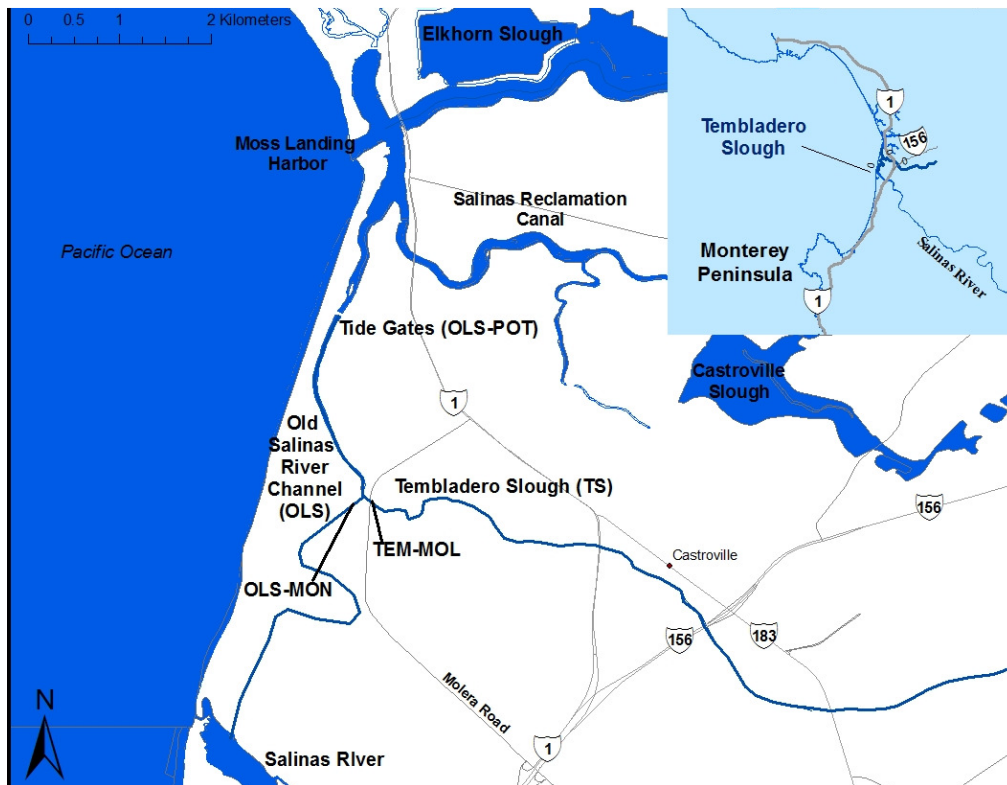 0 0.5 1 2 Kilometers
Elkhorn Slough
Moss Landing
Harbor
Salinas Reclamation
Canal
Pacific Ocean
Tide Gates (OLS-POT)
1
Castroville
Slough
Old
Salinas
River
Channel
(OLS)
Tembladero Slough (TS)
156
TEM-MOL
Castroville
OLS-MON
156
183
Molera Road
1
Salinas RIver
N
1
156
Tembladero
Slough
Salinas River
Monterey
Peninsula
1